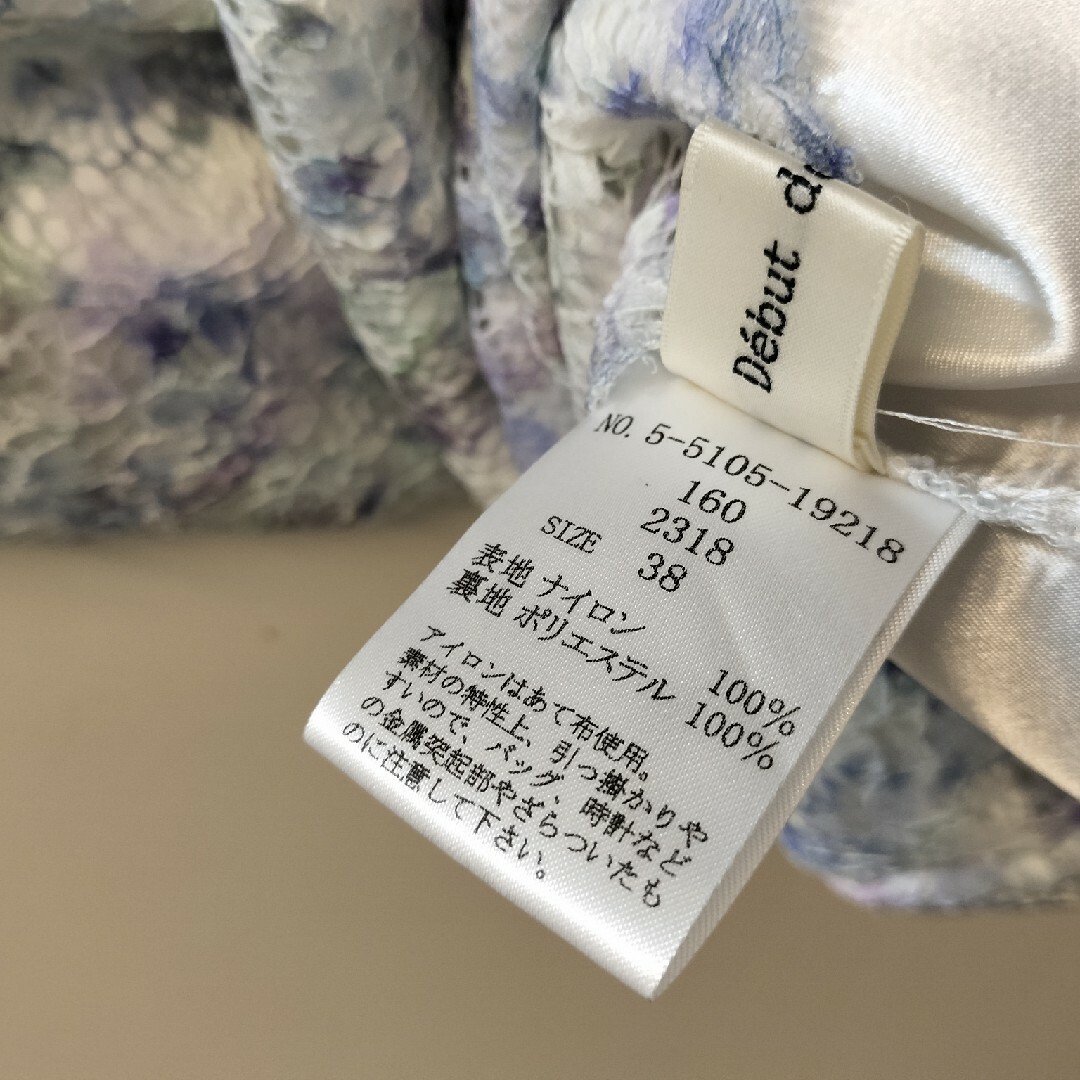 Début d
NO. 5-5105-19218
160
2318
SIZE 38
表地 ナイロン 100%
裏地 ポリエステル 100%
アイロンはあて布使用。
素材の特性上、引っ掛かりや
すいので、バッグ、時計など
の金属突起部やざらついたも
のに注意して下さい。